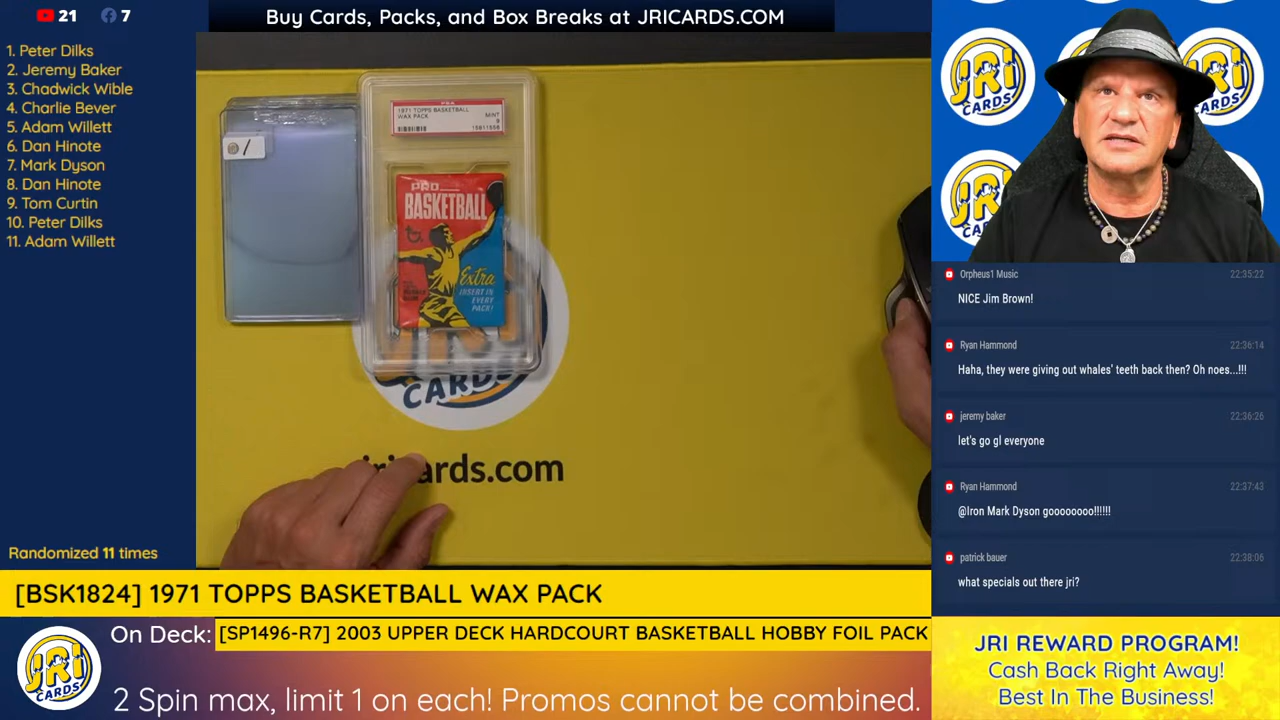 21
7
Buy Cards, Packs, and Box Breaks at JRICARDS.COM
1. Peter Dilks
2. Jeremy Baker
3. Chadwick Wible
4. Charlie Bever
5. Adam Willett
6. Dan Hinote
7. Mark Dyson
8. Dan Hinote
9. Tom Curtin
10. Peter Dilks
11. Adam Willett
Randomized 11 times
PSA
1971 TOPPS BASKETBALL
WAX PACK
MINT
9
PRO
BASKETBALL
Extra
INSERT IN
EVERY
PACK!
CARDS
jricards.com
JRI
CARDS
JRI
CARDS
JRI
Orpheus1 Music
22:35:22
NICE Jim Brown!
Ryan Hammond
22:36:14
Haha, they were giving out whales' teeth back then? Oh noes...!!!
jeremy baker
22:36:26
let's go gl everyone
Ryan Hammond
22:37:43
@Iron Mark Dyson goooooooo!!!!!!
patrick bauer
22:38:06
what specials out there jri?
[BSK1824] 1971 TOPPS BASKETBALL WAX PACK
On Deck: [SP1496-R7] 2003 UPPER DECK HARDCOURT BASKETBALL HOBBY FOIL PACK
JRI
CARDS
2 Spin max, limit 1 on each! Promos cannot be combined.
JRI REWARD PROGRAM!
Cash Back Right Away!
Best In The Business!